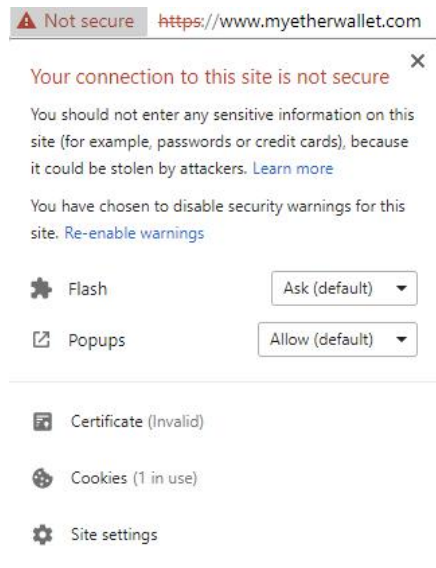 Not secure https://www.myetherwallet.com
Your connection to this site is not secure
You should not enter any sensitive information on this
site (for example, passwords or credit cards), because
it could be stolen by attackers. Learn more
You have chosen to disable security warnings for this
site. Re-enable warnings
Flash Ask (default)
Popups Allow (default)
Certificate (Invalid)
Cookies (1 in use)
Site settings